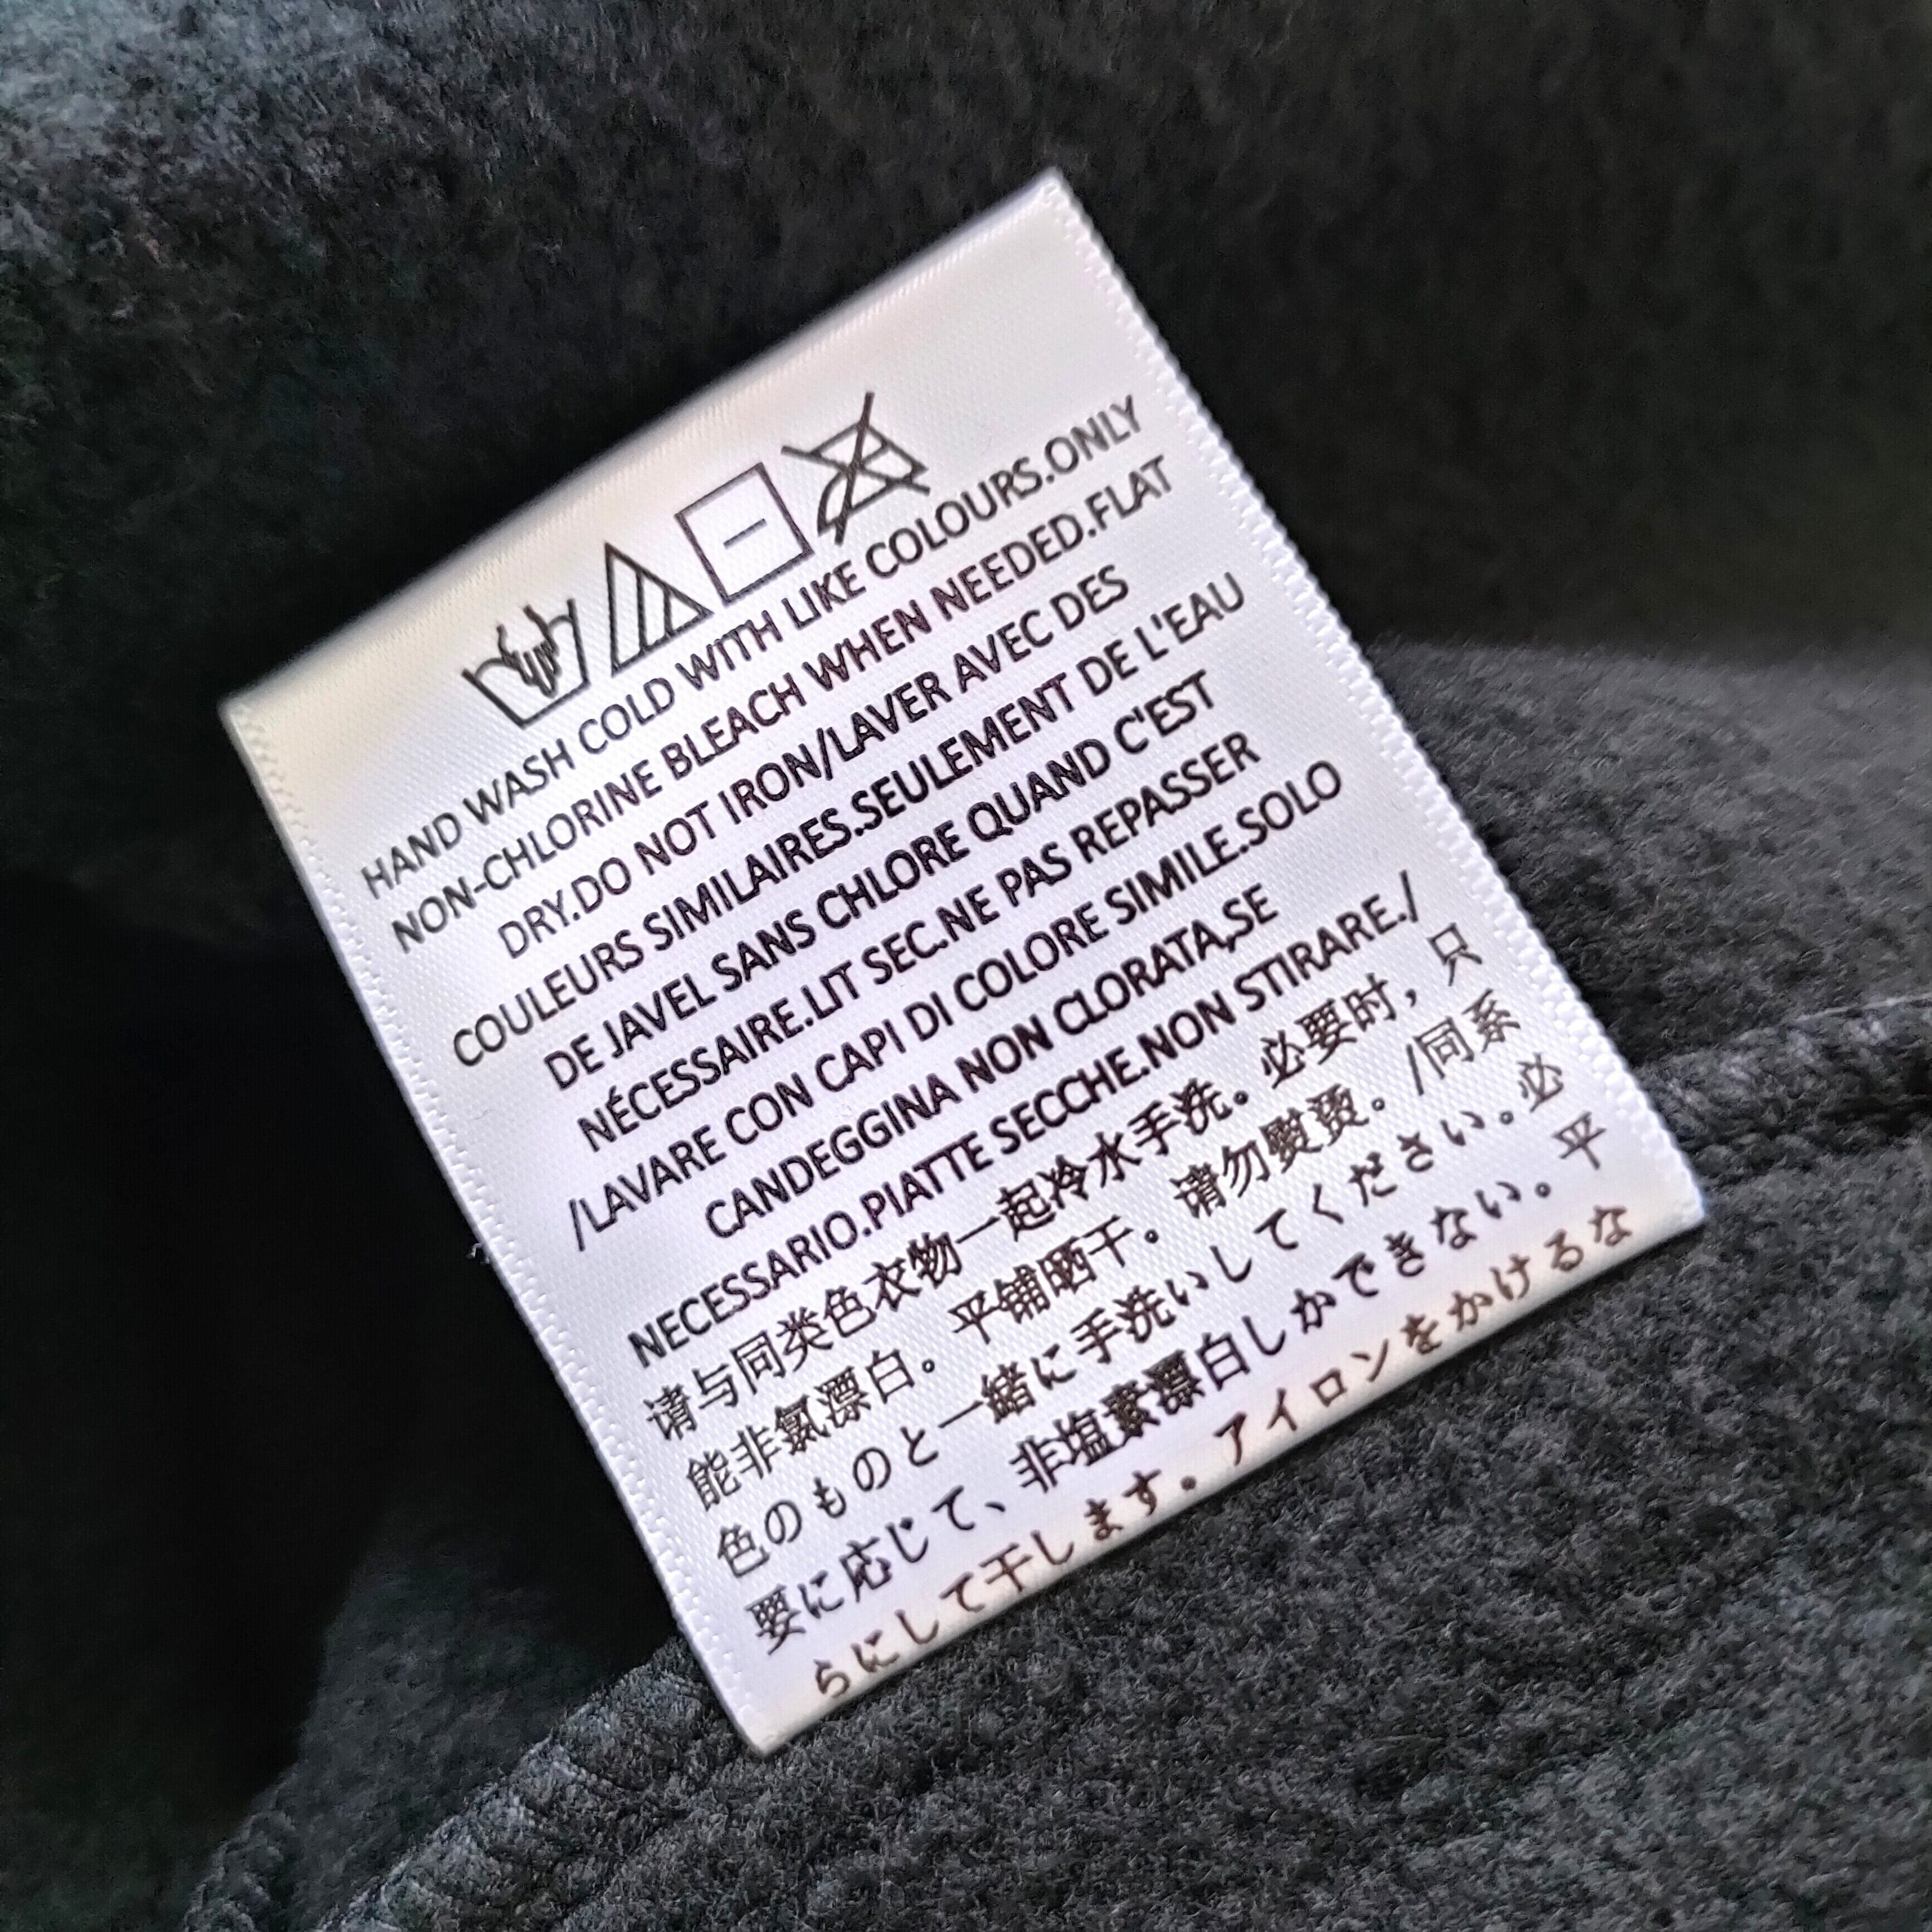 HAND WASH COLD WITH LIKE COLOURS.ONLY
NON-CHLORINE BLEACH WHEN NEEDED.FLAT
DRY.DO NOT IRON/LAVER AVEC DES
COULEURS SIMILAIRES.SEULEMENT DE L'EAU
DE JAVEL SANS CHLORE QUAND C'EST
NÉCESSAIRE.LIT SEC.NE PAS REPASSER
/LAVARE CON CAPI DI COLORE SIMILE.SOLO
CANDEGGINA NON CLORATA,SE
NECESSARIO.PIATTE SECCHE.NON STIRARE./
请与同类色衣物一起冷水手洗。必要时，只
能非氯漂白。平铺晒干。请勿熨烫。/同系
色のものと一緒に手洗いしてください。必
要に応じて、非塩素漂白しかできない。平
らにして干します。アイロンをかけるな